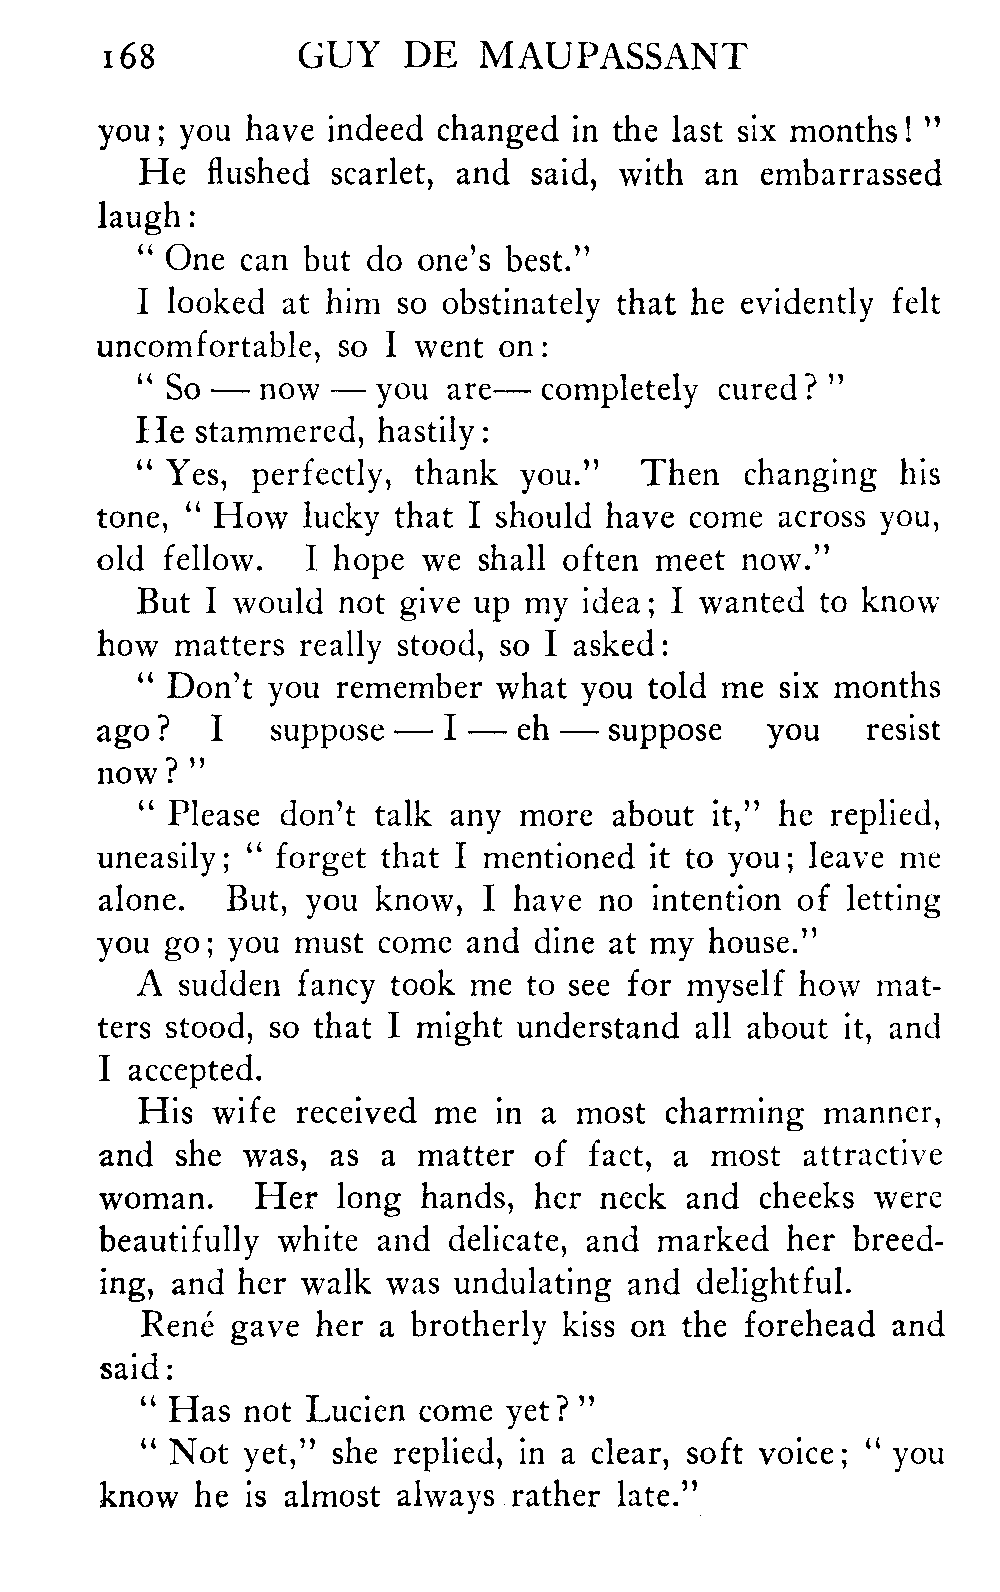 168 GUY DE MAUPASSANT
you; you have indeed changed in the last six months!"
He flushed scarlet, and said, with an embarrassed
laugh:
"One can but do one's best."
I looked at him so obstinately that he evidently felt
uncomfortable, so I went on:
"So — now — you are— completely cured?"
He stammered, hastily:
"Yes, perfectly, thank you." Then changing his
tone, "How lucky that I should have come across you,
old fellow. I hope we shall often meet now."
But I would not give up my idea; I wanted to know
how matters really stood, so I asked:
"Don't you remember what you told me six months
ago? I suppose — I — eh — suppose you resist
now?"
"Please don't talk any more about it," he replied,
uneasily; "forget that I mentioned it to you; leave me
alone. But, you know, I have no intention of letting
you go; you must come and dine at my house."
A sudden fancy took me to see for myself how mat-
ters stood, so that I might understand all about it, and
I accepted.
His wife received me in a most charming manner,
and she was, as a matter of fact, a most attractive
woman. Her long hands, her neck and cheeks were
beautifully white and delicate, and marked her breed-
ing, and her walk was undulating and delightful.
René gave her a brotherly kiss on the forehead and
said:
"Has not Lucien come yet?"
"Not yet," she replied, in a clear, soft voice; "you
know he is almost always rather late."